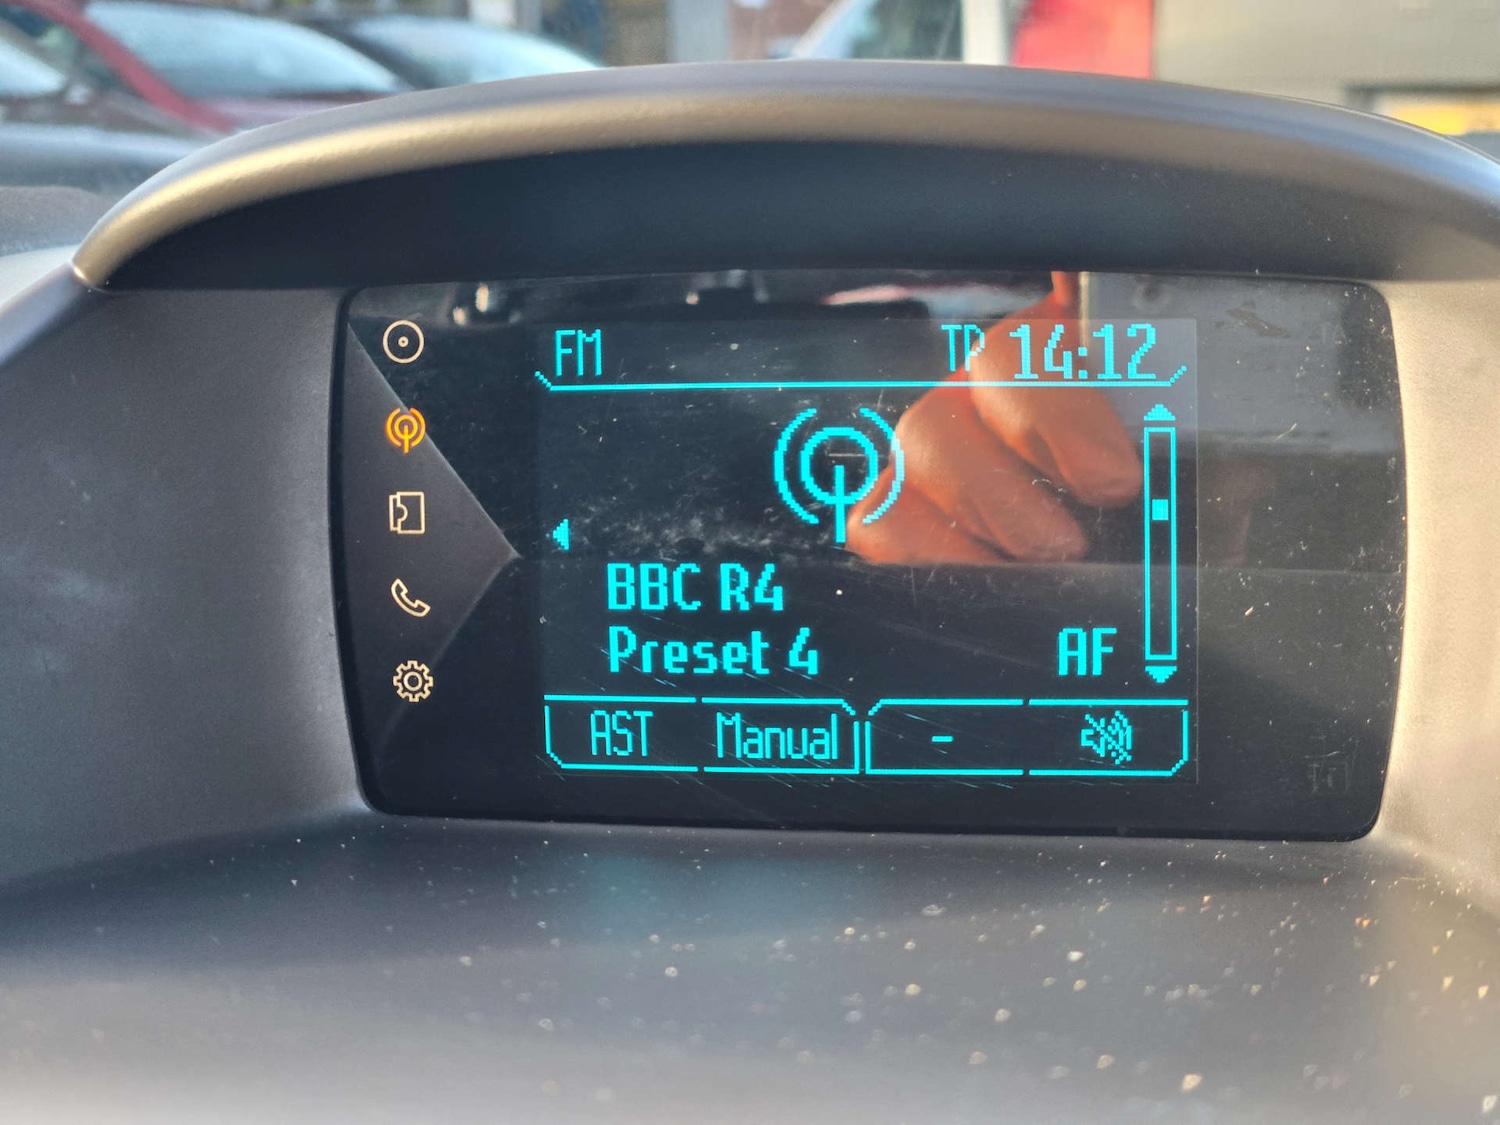 FM TP 14:12
BBC R4
Preset 4 AF
AST Manual -